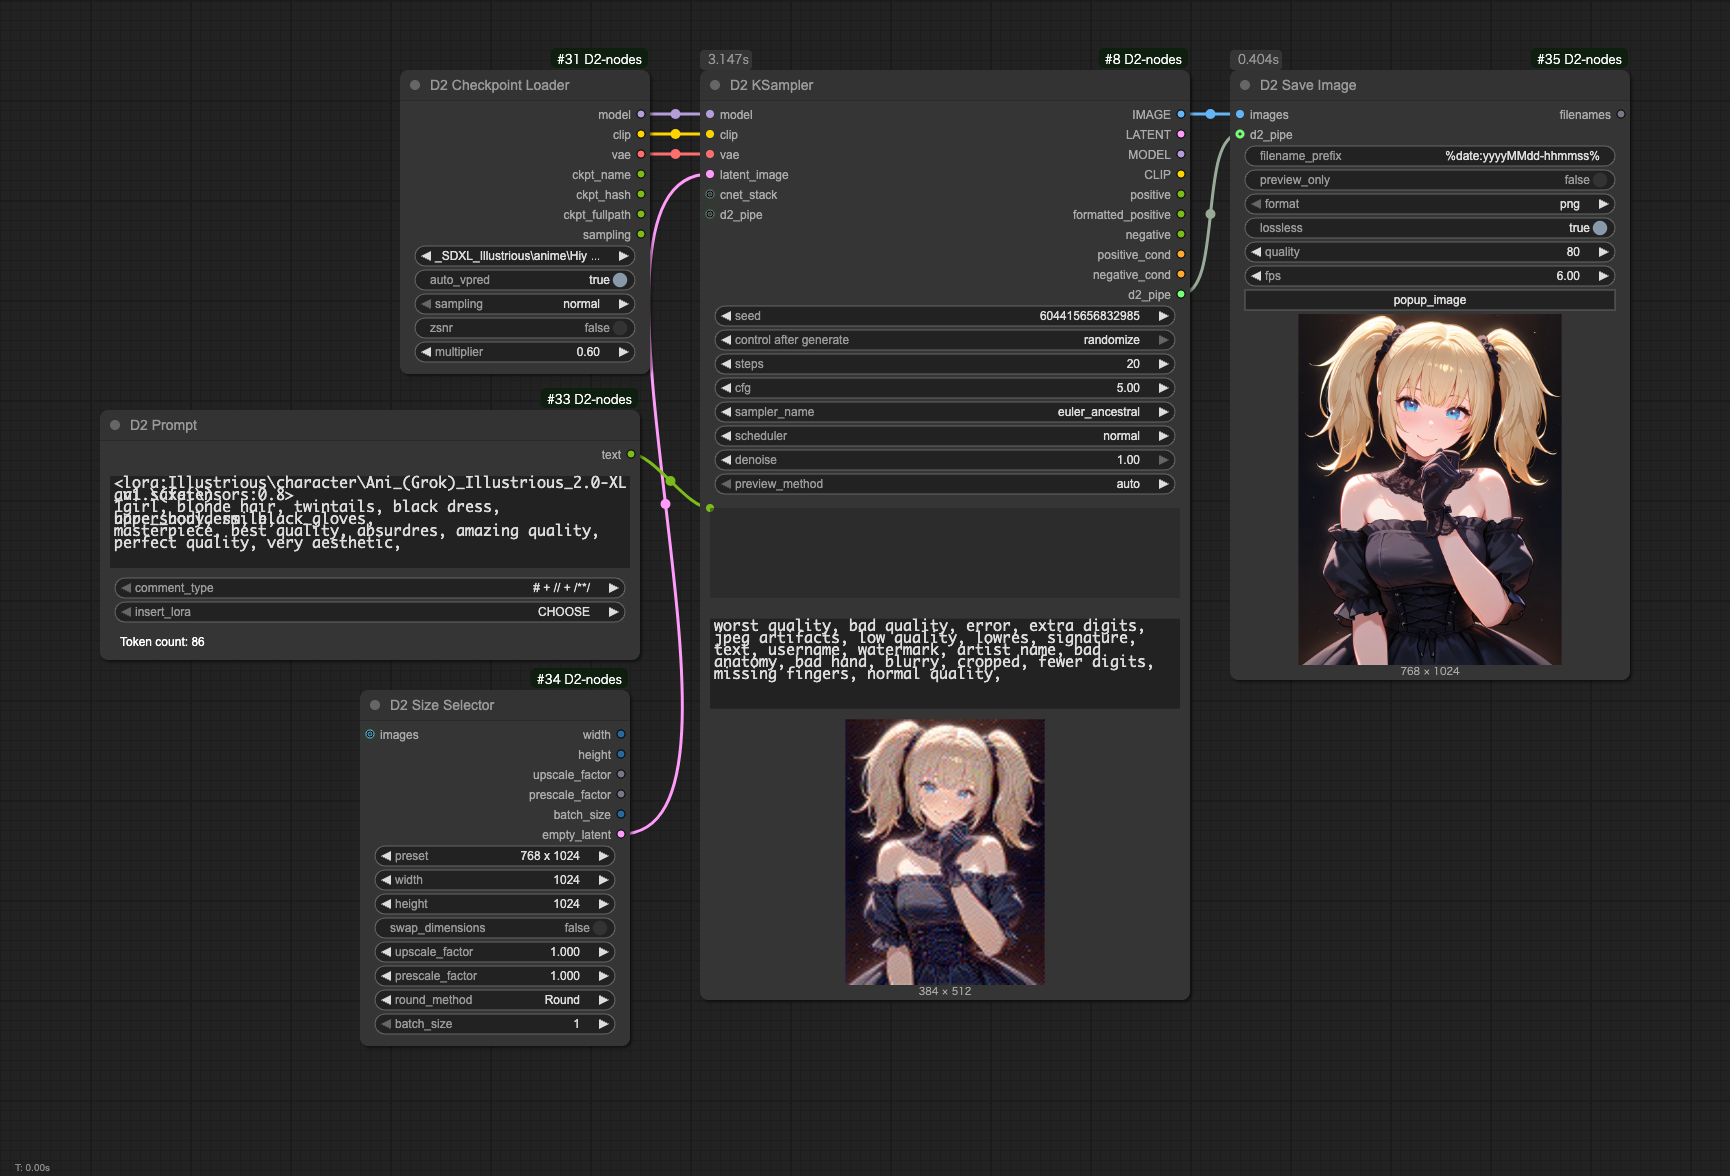 #31 D2-nodes
D2 Checkpoint Loader
model
clip
vae
ckpt_name
ckpt_hash
ckpt_fullpath
sampling
_SDXL_Illustrious\anime\Hiy ...
auto_vpred true
sampling normal
zsnr false
multiplier 0.60
#33 D2-nodes
D2 Prompt
text
<lora:Illustrious\character\Ani_(Grok)_Illustrious_2.0-XL
1girl, blonde hair, twintails, black dress,
black gloves,
masterpiece, best quality, absurdres, amazing quality,
perfect quality, very aesthetic,
comment_type # + // + /**/
insert_lora CHOOSE
Token count: 86
#34 D2-nodes
D2 Size Selector
images width
height
upscale_factor
prescale_factor
batch_size
empty_latent
preset 768 x 1024
width 1024
height 1024
swap_dimensions false
upscale_factor 1.000
prescale_factor 1.000
round_method Round
batch_size 1
3.147s #8 D2-nodes
D2 KSampler
model IMAGE
clip LATENT
vae MODEL
latent_image CLIP
cnet_stack positive
d2_pipe formatted_positive
negative
positive_cond
negative_cond
d2_pipe
seed 604415656832985
control after generate randomize
steps 20
cfg 5.00
sampler_name euler_ancestral
scheduler normal
denoise 1.00
preview_method auto
worst quality, bad quality, error, extra digits,
jpeg artifacts, low quality, lowres, signature,
text, username, watermark, artist name, bad
anatomy, bad hand, blurry, cropped, fewer digits,
missing fingers, normal quality,
384 × 512
0.404s #35 D2-nodes
D2 Save Image
images filenames
d2_pipe
filename_prefix %date:yyyyMMdd-hhmmss%
preview_only false
format png
lossless true
quality 80
fps 6.00
popup_image
768 × 1024
T: 0.00s